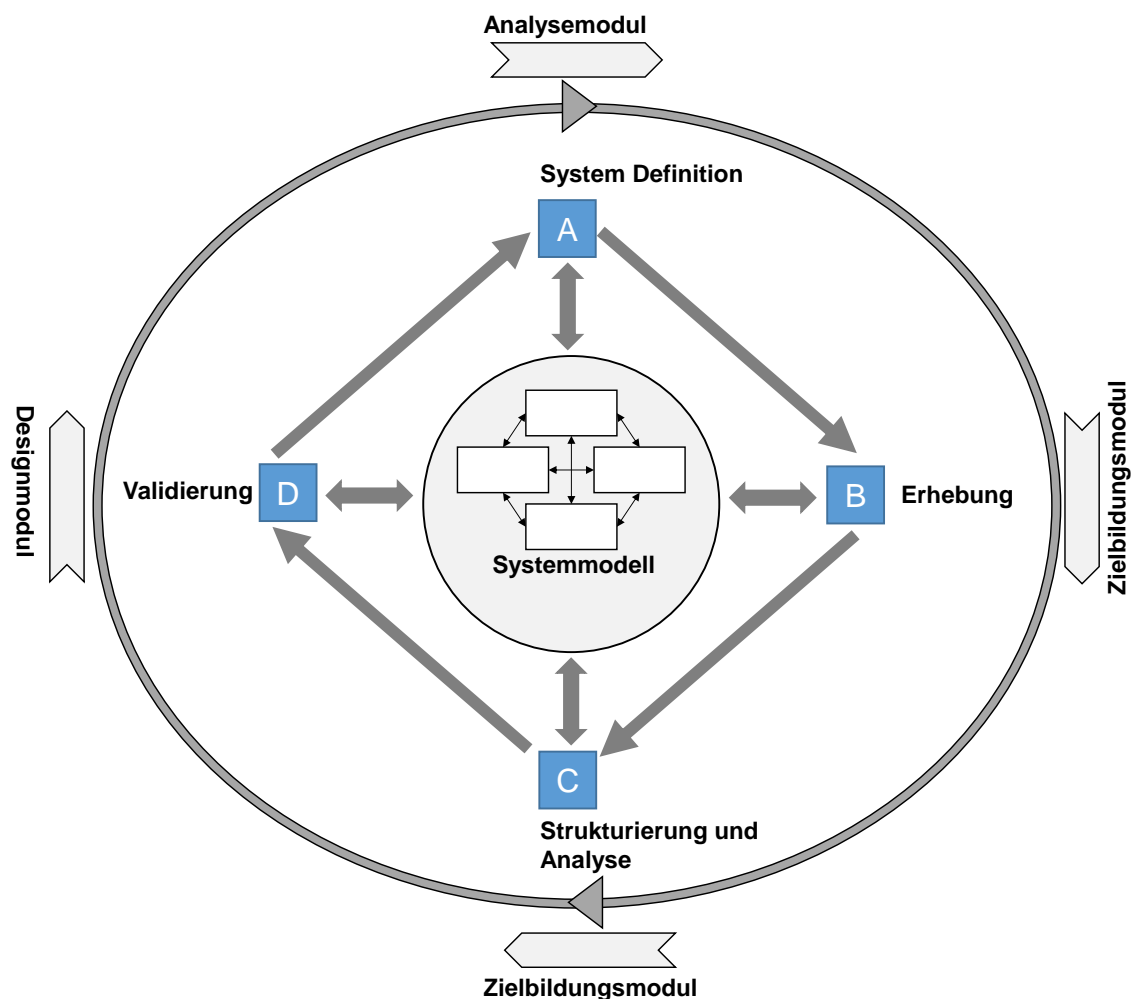 Analysemodul
System Definition
A
Designmodul
Zielbildungsmodul
Validierung
D
B
Erhebung
Systemmodell
C
Strukturierung und
Analyse
Zielbildungsmodul